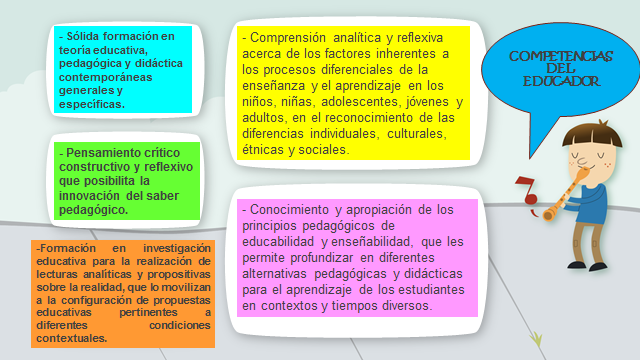 COMPETENCIAS
DEL
EDUCADOR
- Sólida formación en
teoría educativa,
pedagógica y didáctica
contemporáneas
generales y
específicas.
- Comprensión analítica y reflexiva
acerca de los factores inherentes a
los procesos diferenciales de la
enseñanza y el aprendizaje en los
niños, niñas, adolescentes, jóvenes y
adultos, en el reconocimiento de las
diferencias individuales, culturales,
étnicas y sociales.
- Pensamiento crítico
constructivo y reflexivo
que posibilita la
innovación del saber
pedagógico.
- Conocimiento y apropiación de los
principios pedagógicos de
educabilidad y enseñabilidad, que les
permite profundizar en diferentes
alternativas pedagógicas y didácticas
para el aprendizaje de los estudiantes
en contextos y tiempos diversos.
-Formación en investigación
educativa para la realización de
lecturas analíticas y propositivas
sobre la realidad, que lo movilizan
a la configuración de propuestas
educativas pertinentes a
diferentes condiciones
contextuales.